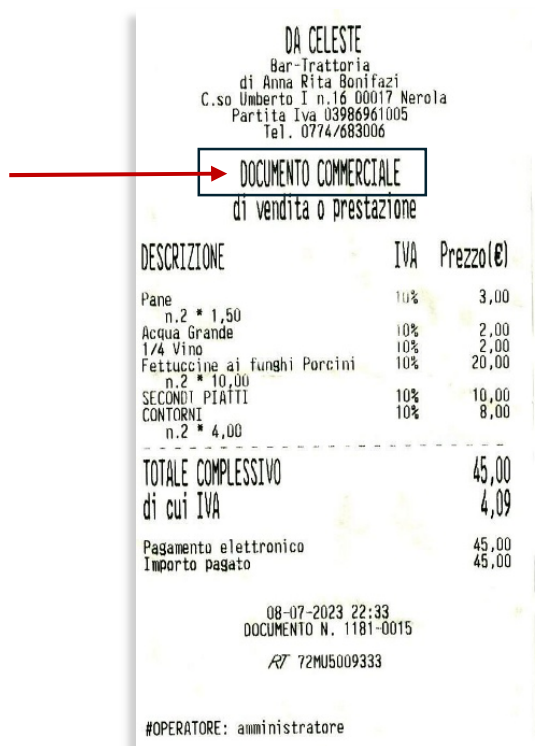 DA CELESTE
Bar-Trattoria
di Anna Rita Bonifazi
C.so Umberto I n.16 00017 Nerola
Partita Iva 03986961005
Tel. 0774/683006
DOCUMENTO COMMERCIALE
di vendita o prestazione
DESCRIZIONE IVA Prezzo(€)
Pane 10% 3,00
n.2 * 1,50
Acqua Grande 10% 2,00
1/4 Vino 10% 2,00
Fettuccine ai funghi Porcini 10% 20,00
n.2 * 10,00
SECONDI PIATTI 10% 10,00
CONTORNI 10% 8,00
n.2 * 4,00
TOTALE COMPLESSIVO 45,00
di cui IVA 4,09
Pagamento elettronico 45,00
Importo pagato 45,00
08-07-2023 22:33
DOCUMENTO N. 1181-0015
RT 72MU5009333
#OPERATORE: amministratore